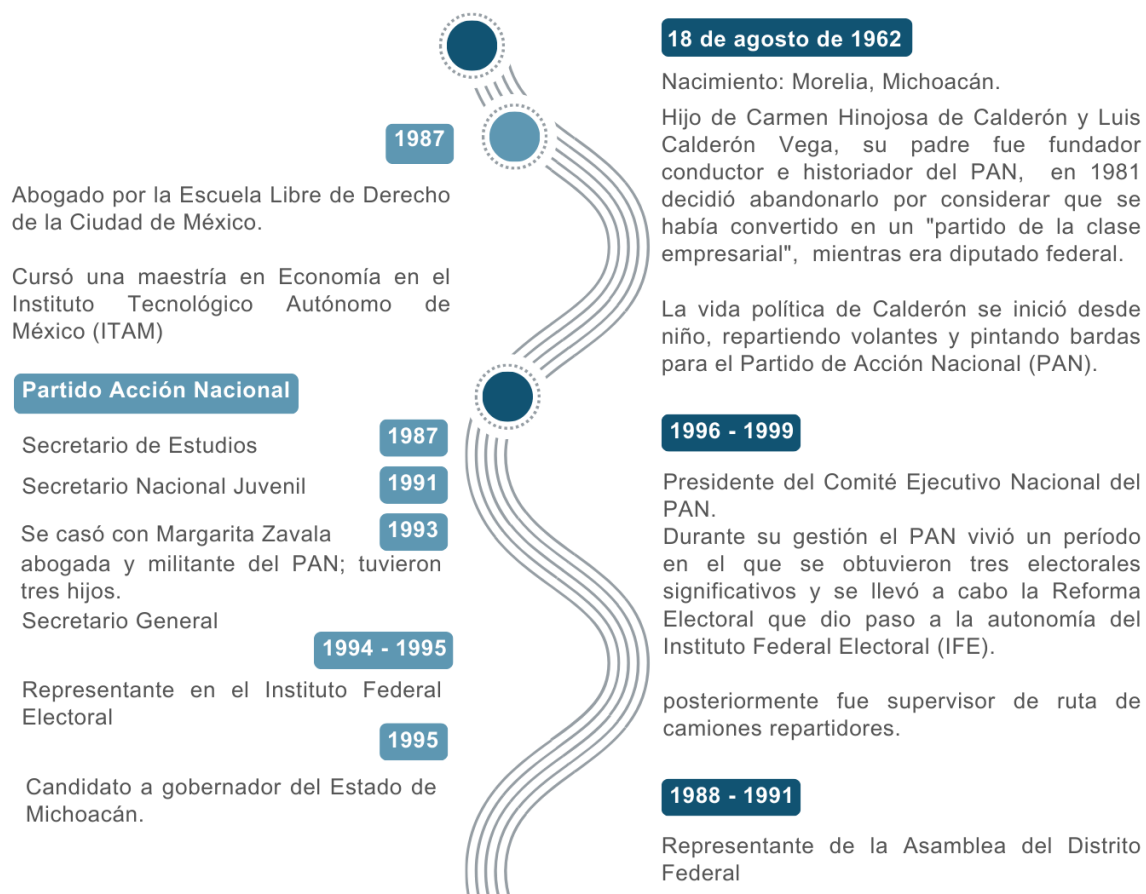 18 de agosto de 1962
Nacimiento: Morelia, Michoacán.
Hijo de Carmen Hinojosa de Calderón y Luis
Calderón Vega, su padre fue fundador
conductor e historiador del PAN, en 1981
decidió abandonarlo por considerar que se
había convertido en un "partido de la clase
empresarial", mientras era diputado federal.
La vida política de Calderón se inició desde
niño, repartiendo volantes y pintando bardas
para el Partido de Acción Nacional (PAN).
1987
Abogado por la Escuela Libre de Derecho
de la Ciudad de México.
Cursó una maestría en Economía en el
Instituto Tecnológico Autónomo de
México (ITAM)
Partido Acción Nacional
Secretario de Estudios 1987
Secretario Nacional Juvenil 1991
Se casó con Margarita Zavala 1993
abogada y militante del PAN; tuvieron
tres hijos.
Secretario General
1994 - 1995
Representante en el Instituto Federal
Electoral
1995
Candidato a gobernador del Estado de
Michoacán.
1996 - 1999
Presidente del Comité Ejecutivo Nacional del
PAN.
Durante su gestión el PAN vivió un período
en el que se obtuvieron tres electorales
significativos y se llevó a cabo la Reforma
Electoral que dio paso a la autonomía del
Instituto Federal Electoral (IFE).
posteriormente fue supervisor de ruta de
camiones repartidores.
1988 - 1991
Representante de la Asamblea del Distrito
Federal